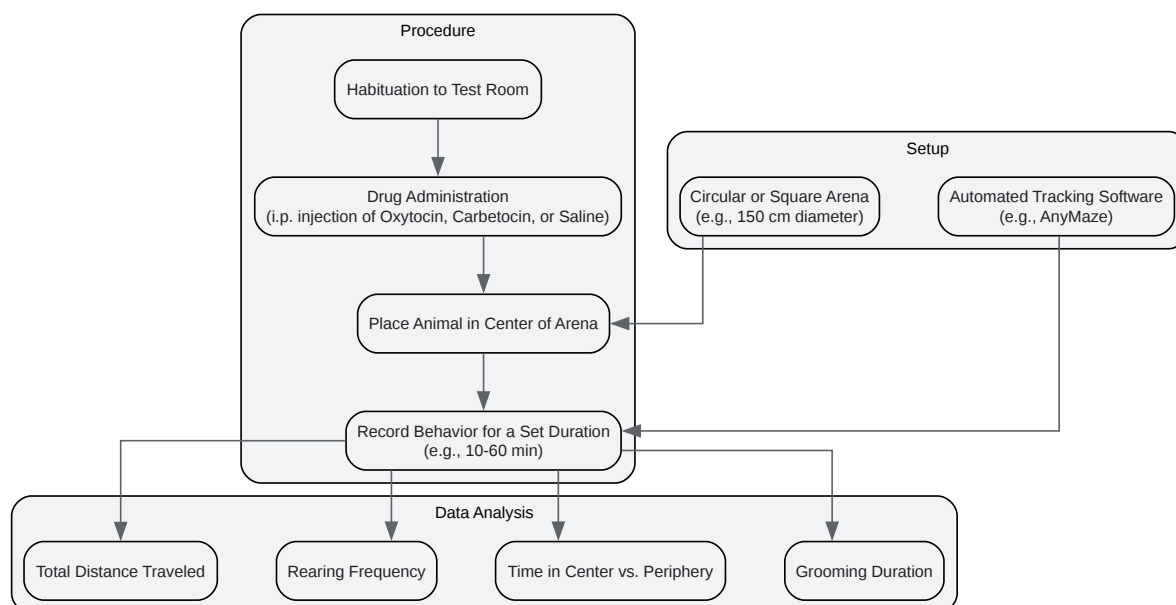 Procedure
Habituation to Test Room
Drug Administration
(i.p. injection of Oxytocin, Carbetocin, or Saline)
Place Animal in Center of Arena
Record Behavior for a Set Duration
(e.g., 10-60 min)
Setup
Circular or Square Arena
(e.g., 150 cm diameter)
Automated Tracking Software
(e.g., AnyMaze)
Data Analysis
Total Distance Traveled
Rearing Frequency
Time in Center vs. Periphery
Grooming Duration